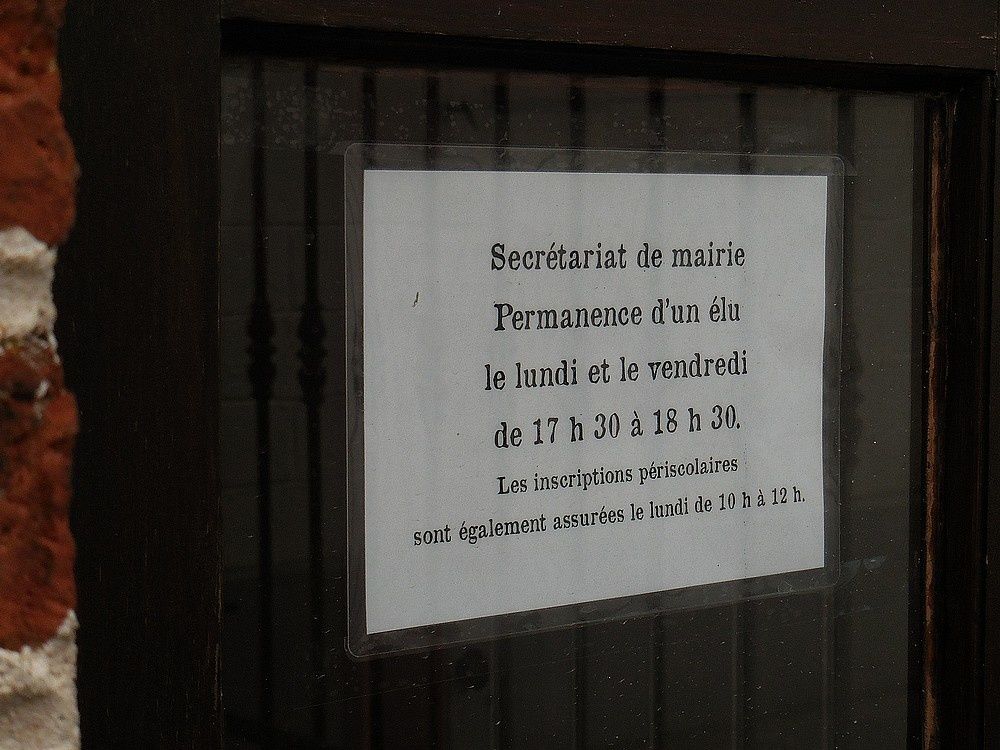 Secrétariat de mairie
Permanence d'un élu
le lundi et le vendredi
de 17 h 30 à 18 h 30.
Les inscriptions périscolaires
sont également assurées le lundi de 10 h à 12 h.